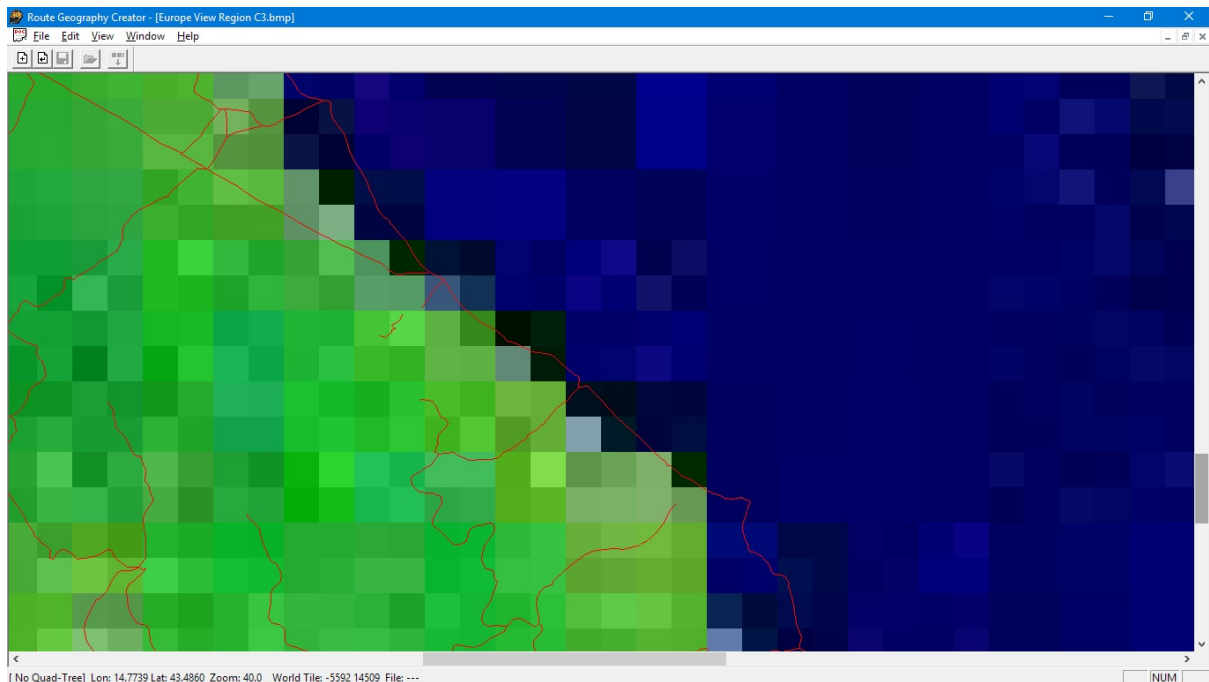 Route Geography Creator - [Europe View Region C3.bmp]
File Edit View Window Help
[ No Quad-Tree] Lon: 14.7739 Lat: 43.4860 Zoom: 40.0 World Tile: -5592 14509 File: --- NUM